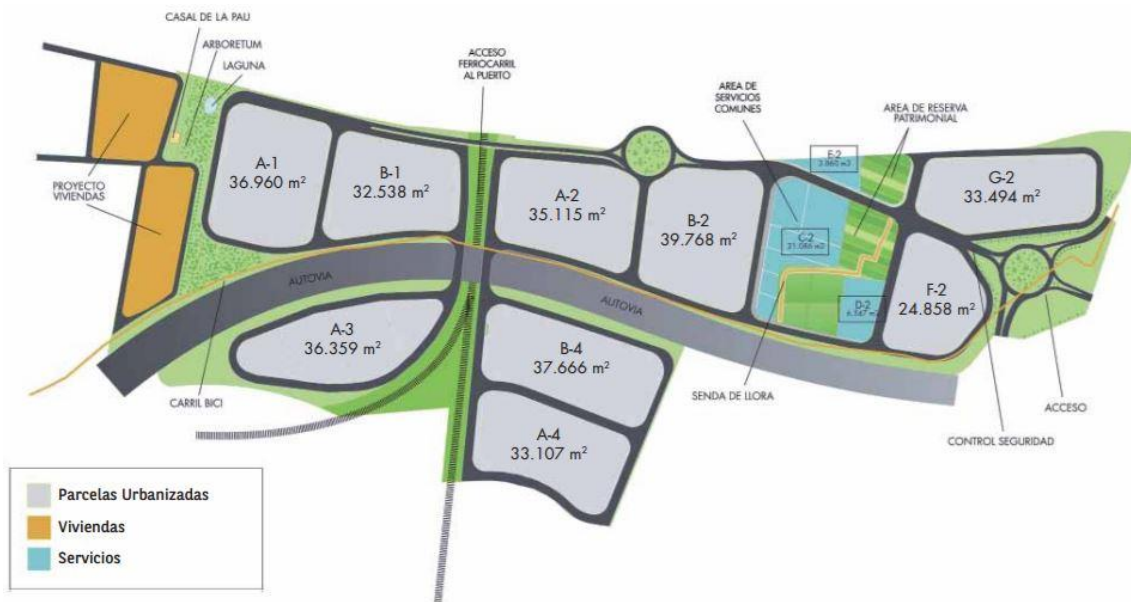 CASAL DE LA PAU
ARBORETUM
LAGUNA
ACCESO
FERROCARRIL
AL PUERTO
AREA DE
SERVICIOS
COMUNES
AREA DE RESERVA
PATRIMONIAL
PROYECTO
VIVIENDAS
A-1
36.960 m²
B-1
32.538 m²
A-2
35.115 m²
B-2
39.768 m²
E-2
C-2
D-2
G-2
33.494 m²
F-2
24.858 m²
AUTOVIA
AUTOVIA
A-3
36.359 m²
B-4
37.666 m²
A-4
33.107 m²
CARRIL BICI
SENDA DE LLORA
ACCESO
CONTROL SEGURIDAD
Parcelas Urbanizadas
Viviendas
Servicios